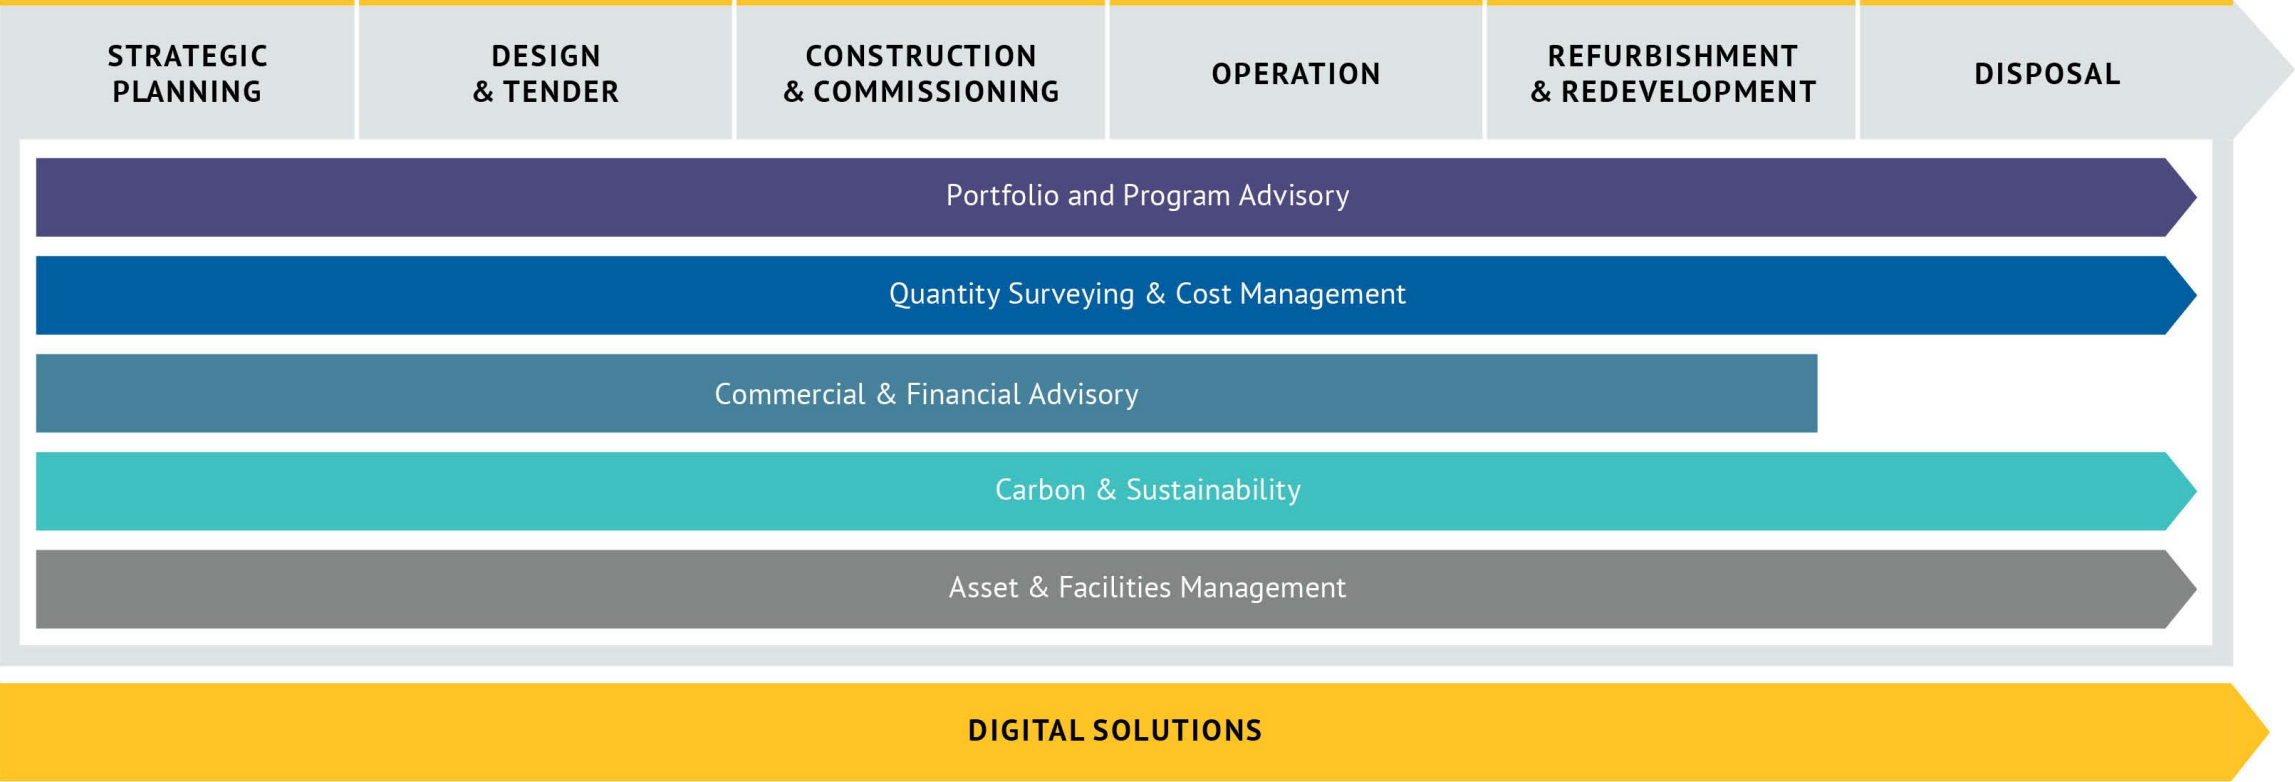 STRATEGIC
PLANNING
DESIGN
& TENDER
CONSTRUCTION
& COMMISSIONING
OPERATION
REFURBISHMENT
& REDEVELOPMENT
DISPOSAL
Portfolio and Program Advisory
Quantity Surveying & Cost Management
Commercial & Financial Advisory
Carbon & Sustainability
Asset & Facilities Management
DIGITAL SOLUTIONS